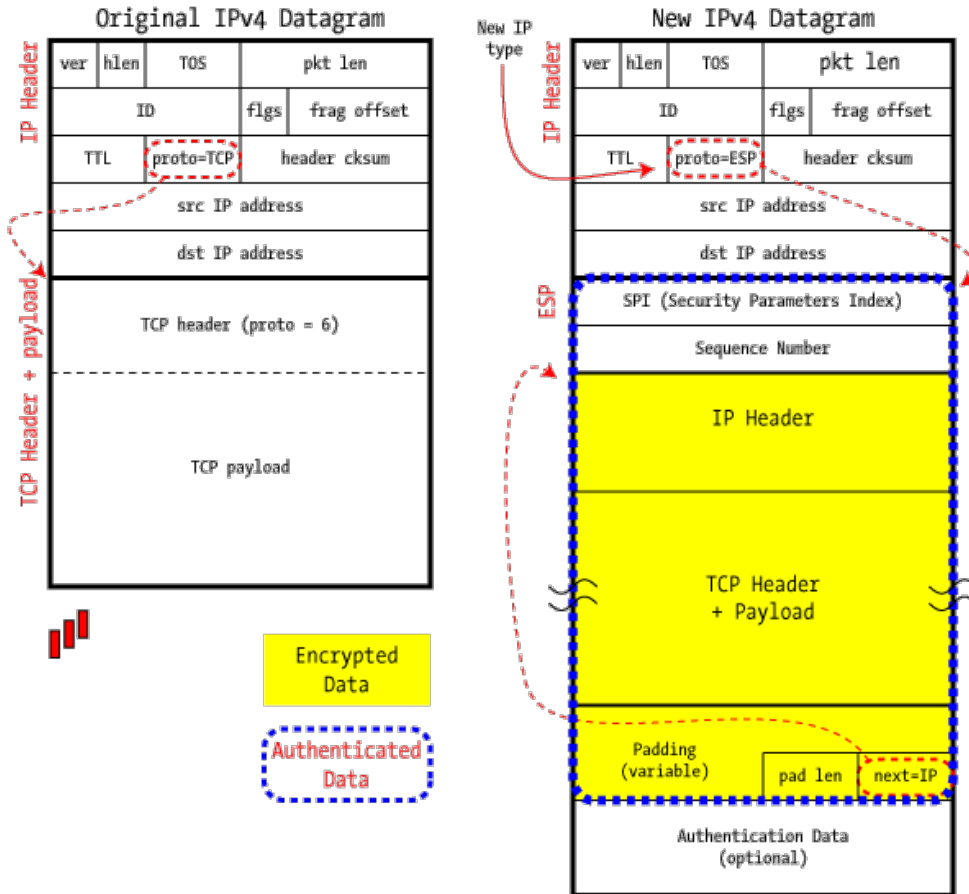 Original IPv4 Datagram
IP Header
ver hlen TOS pkt len
ID flgs frag offset
TTL proto=TCP header cksum
src IP address
dst IP address
TCP Header + payload
TCP header (proto = 6)
TCP payload
Encrypted
Data
Authenticated
Data
New IPv4 Datagram
New IP
type
IP Header
ver hlen TOS pkt len
ID flgs frag offset
TTL proto=ESP header cksum
src IP address
dst IP address
ESP
SPI (Security Parameters Index)
Sequence Number
IP Header
TCP Header
+ Payload
Padding
(variable)
pad len next=IP
Authentication Data
(optional)